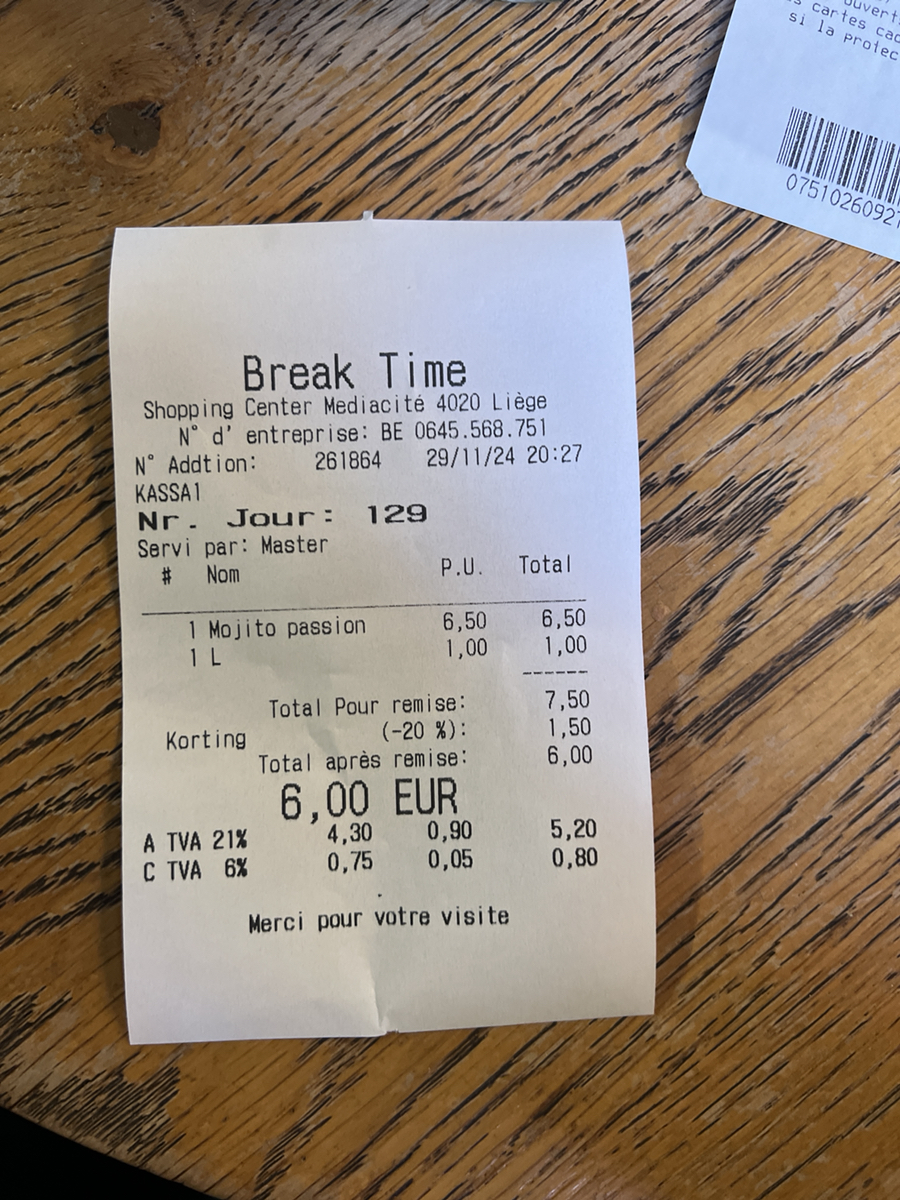 ouvert
cartes cad
si la protec
Break Time
Shopping Center Mediacité 4020 Liège
N° d' entreprise: BE 0645.568.751
N° Addtion: 261864 29/11/24 20:27
KASSA1
Nr. Jour: 129
Servi par: Master
# Nom P.U. Total
1 Mojito passion 6,50 6,50
1 L 1,00 1,00
------
Total Pour remise: 7,50
Korting (-20 %): 1,50
Total après remise: 6,00
6,00 EUR
A TVA 21% 4,30 0,90 5,20
C TVA 6% 0,75 0,05 0,80
Merci pour votre visite